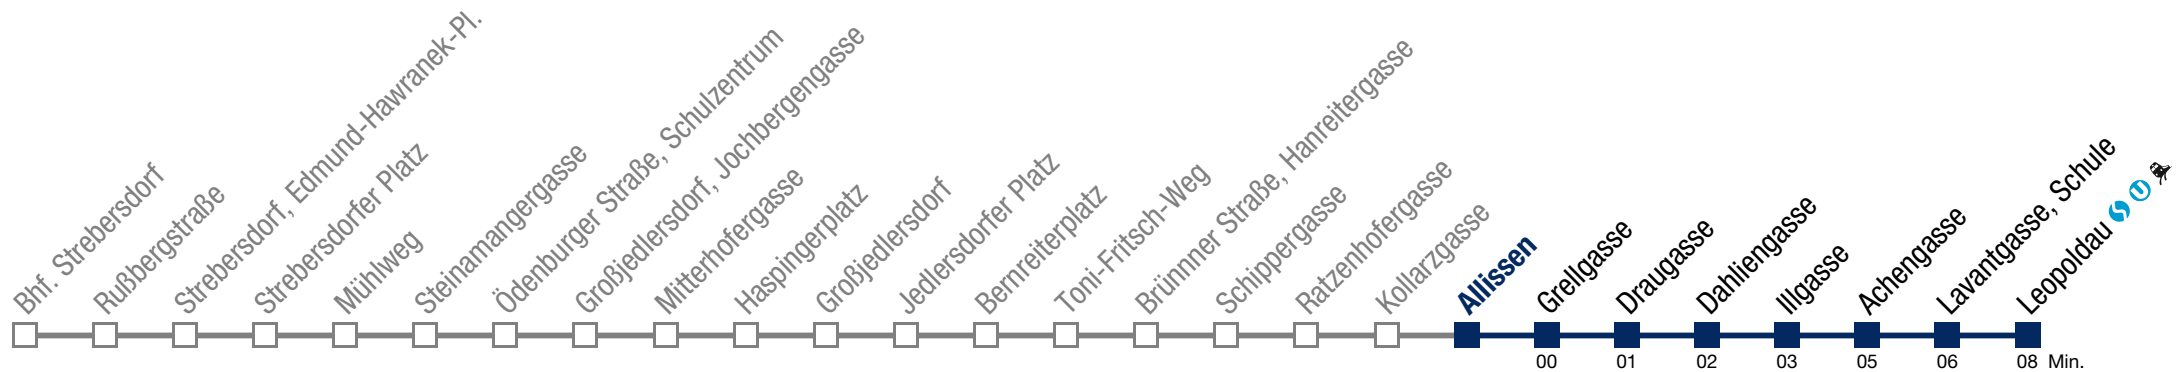 Bhf. Strebersdorf
Rußbergstraße
Strebersdorf, Edmund-Hawranek-Pl.
Strebersdorfer Platz
Mühlweg
Steinamangergasse
Ödenburger Straße, Schulzentrum
Großjedlersdorf, Jochbergengasse
Mitterhofergasse
Haspingerplatz
Großjedlersdorf
Jedlersdorfer Platz
Bernreiterplatz
Toni-Fritsch-Weg
Brünnner Straße, Hanreitergasse
Schippergasse
Ratzenhofergasse
Kollarzgasse
Allissen
Grellgasse
Draugasse
Dahliengasse
Illgasse
Achengasse
Lavantgasse, Schule
Leopoldau S U
00 01 02 03 05 06 08 Min.